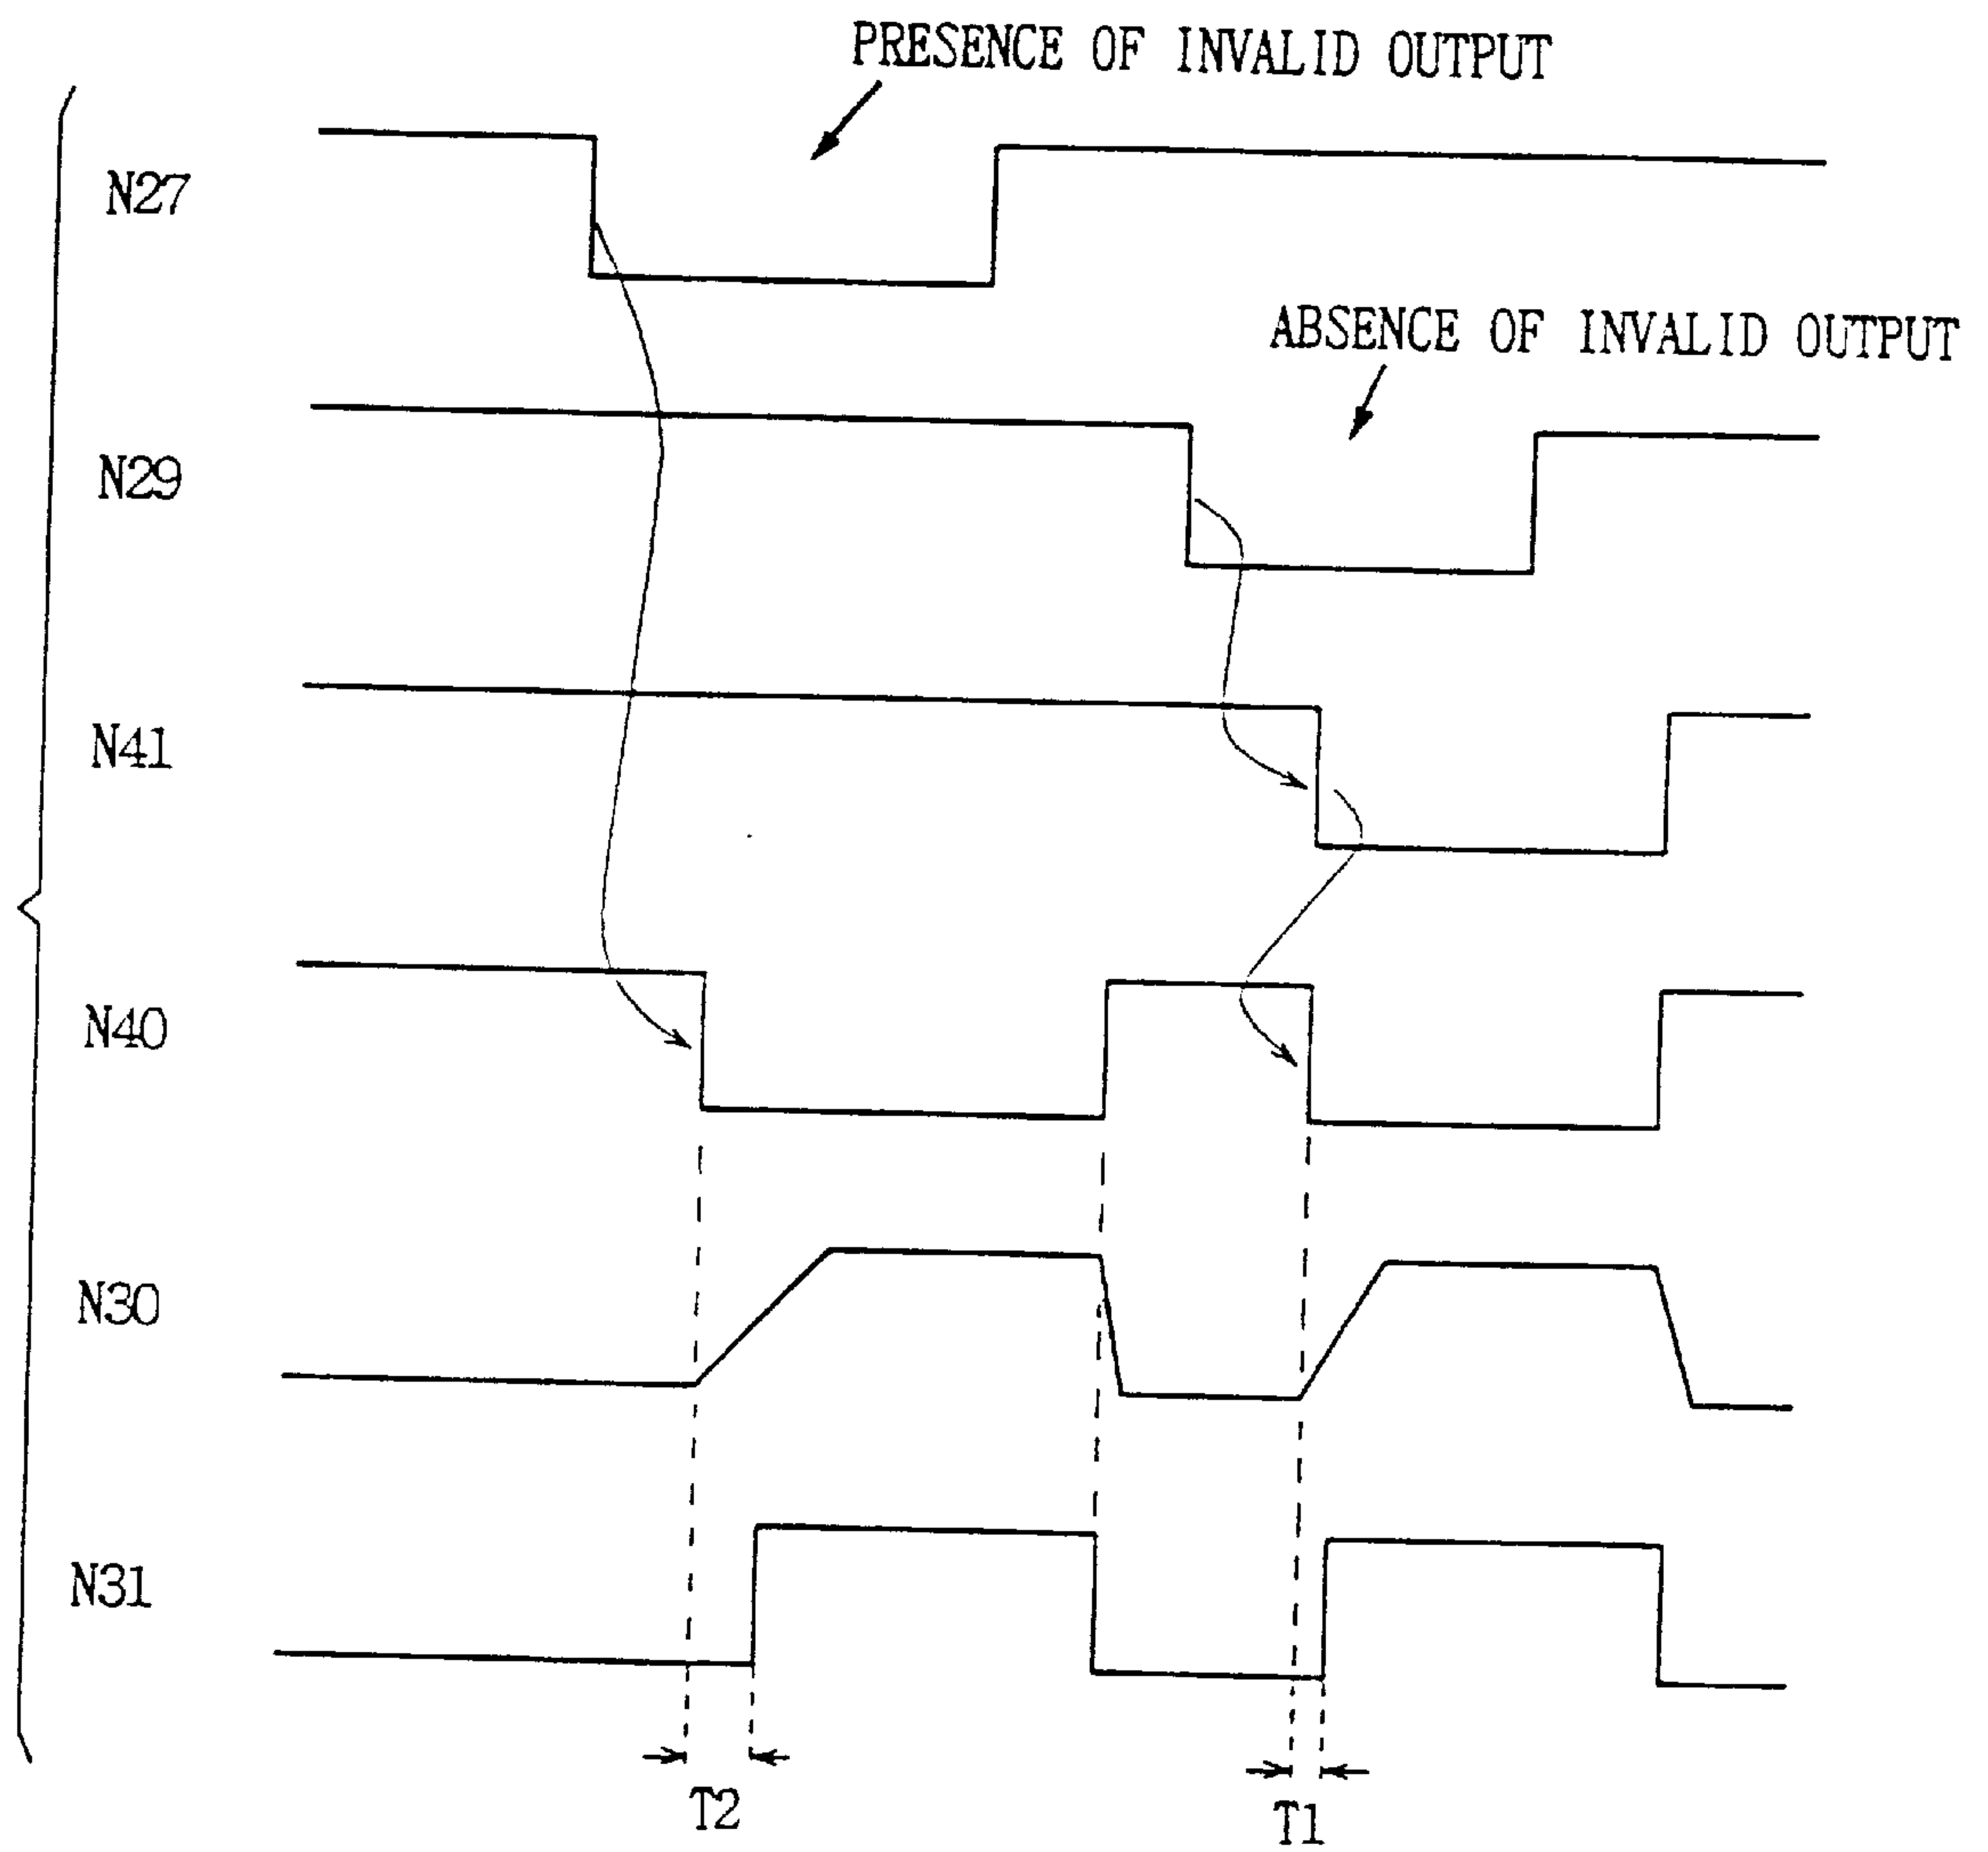 PRESENCE OF INVALID OUTPUT
N27
ABSENCE OF INVALID OUTPUT
N29
N41
N40
N30
N31
T2
T1